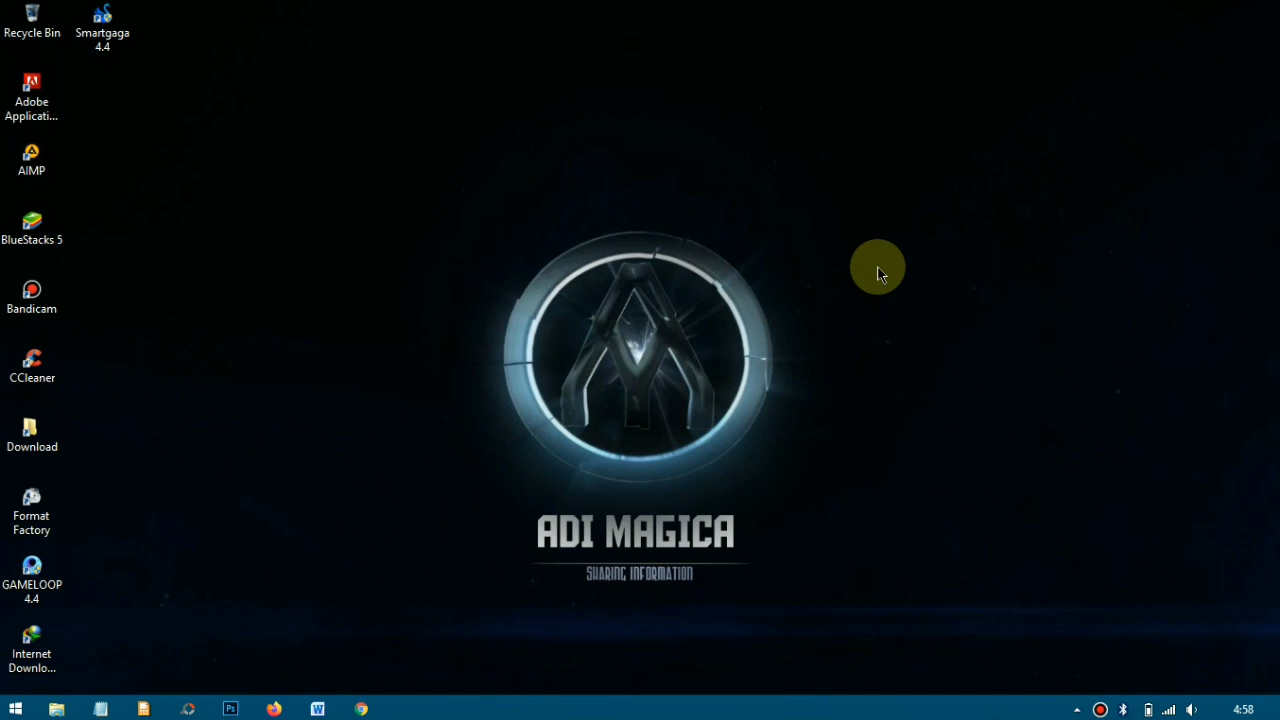 Recycle Bin
Smartgaga
4.4
Adobe
Applicati...
AIMP
BlueStacks 5
Bandicam
CCleaner
Download
Format
Factory
GAMELOOP
4.4
Internet
Downlo...
ADI MAGICA
SHARING INFORMATION
Ps
W
4:58